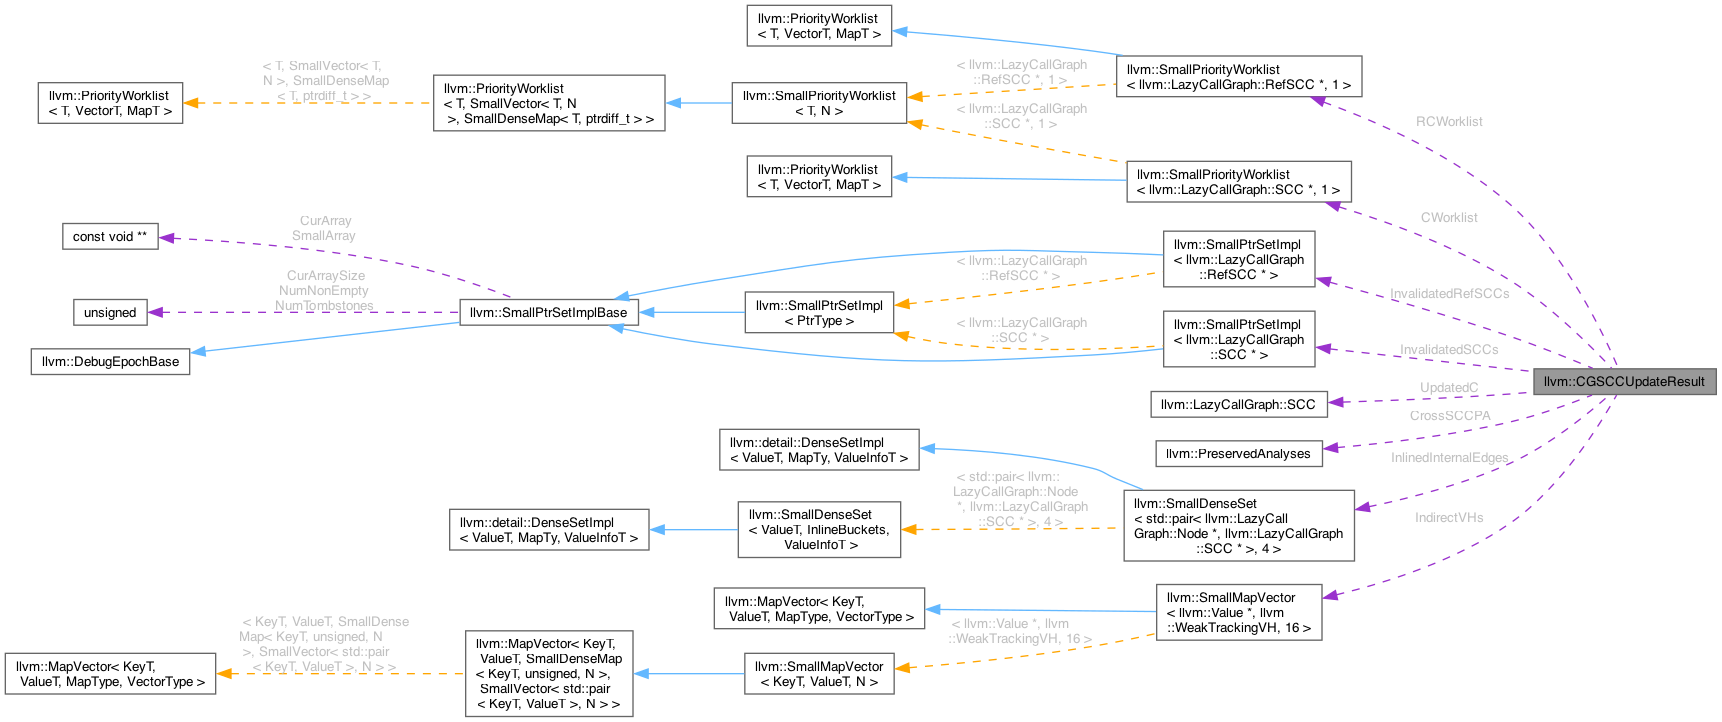 llvm::PriorityWorklist
< T, VectorT, MapT >
llvm::SmallPriorityWorklist
< llvm::LazyCallGraph::RefSCC *, 1 >
< llvm::LazyCallGraph
::RefSCC *, 1 >
< T, SmallVector< T,
N >, SmallDenseMap
< T, ptrdiff_t > >
llvm::PriorityWorklist
< T, VectorT, MapT >
llvm::PriorityWorklist
< T, SmallVector< T, N
>, SmallDenseMap< T, ptrdiff_t > >
llvm::SmallPriorityWorklist
< T, N >
< llvm::LazyCallGraph
::SCC *, 1 >
RCWorklist
llvm::PriorityWorklist
< T, VectorT, MapT >
llvm::SmallPriorityWorklist
< llvm::LazyCallGraph::SCC *, 1 >
CWorklist
const void **
CurArray
SmallArray
llvm::SmallPtrSetImpl
< llvm::LazyCallGraph
::RefSCC * >
< llvm::LazyCallGraph
::RefSCC * >
InvalidatedRefSCCs
unsigned
CurArraySize
NumNonEmpty
NumTombstones
llvm::SmallPtrSetImplBase
llvm::SmallPtrSetImpl
< PtrType >
< llvm::LazyCallGraph
::SCC * >
llvm::SmallPtrSetImpl
< llvm::LazyCallGraph
::SCC * >
InvalidatedSCCs
llvm::DebugEpochBase
llvm::CGSCCUpdateResult
UpdatedC
llvm::LazyCallGraph::SCC
CrossSCCPA
llvm::PreservedAnalyses
InlinedInternalEdges
llvm::detail::DenseSetImpl
< ValueT, MapTy, ValueInfoT >
< std::pair< llvm::
LazyCallGraph::Node
*, llvm::LazyCallGraph
::SCC * >, 4 >
llvm::SmallDenseSet
< std::pair< llvm::LazyCall
Graph::Node *, llvm::LazyCallGraph
::SCC * >, 4 >
llvm::detail::DenseSetImpl
< ValueT, MapTy, ValueInfoT >
llvm::SmallDenseSet
< ValueT, InlineBuckets,
ValueInfoT >
IndirectVHs
llvm::MapVector< KeyT,
ValueT, MapType, VectorType >
llvm::SmallMapVector
< llvm::Value *, llvm
::WeakTrackingVH, 16 >
< llvm::Value *, llvm
::WeakTrackingVH, 16 >
< KeyT, ValueT, SmallDense
Map< KeyT, unsigned, N
>, SmallVector< std::pair
< KeyT, ValueT >, N > >
llvm::MapVector< KeyT,
ValueT, MapType, VectorType >
llvm::MapVector< KeyT,
ValueT, SmallDenseMap
< KeyT, unsigned, N >,
SmallVector< std::pair
< KeyT, ValueT >, N > >
llvm::SmallMapVector
< KeyT, ValueT, N >